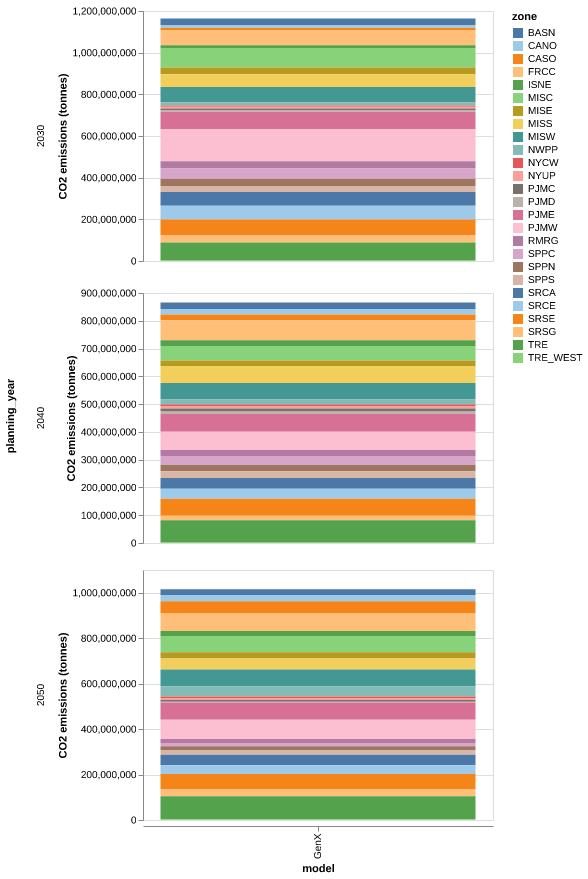 planning_year
2030
CO2 emissions (tonnes)
1,200,000,000
1,000,000,000
800,000,000
600,000,000
400,000,000
200,000,000
0
2040
CO2 emissions (tonnes)
900,000,000
800,000,000
700,000,000
600,000,000
500,000,000
400,000,000
300,000,000
200,000,000
100,000,000
0
2050
CO2 emissions (tonnes)
1,000,000,000
800,000,000
600,000,000
400,000,000
200,000,000
0
GenX
model
zone
BASN
CANO
CASO
FRCC
ISNE
MISC
MISE
MISS
MISW
NWPP
NYCW
NYUP
PJMC
PJMD
PJME
PJMW
RMRG
SPPC
SPPN
SPPS
SRCA
SRCE
SRSE
SRSG
TRE
TRE_WEST